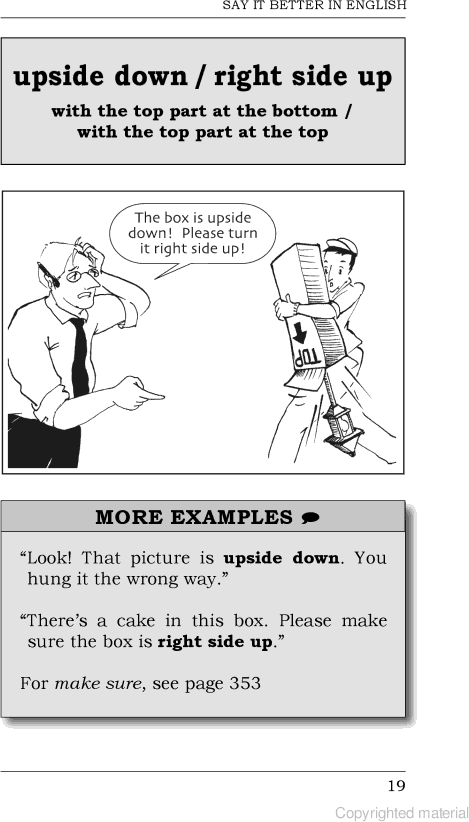 SAY IT BETTER IN ENGLISH
upside down / right side up
with the top part at the bottom /
with the top part at the top
The box is upside
down! Please turn
it right side up!
TOP
MORE EXAMPLES
“Look! That picture is upside down. You
hung it the wrong way.”
“There’s a cake in this box. Please make
sure the box is right side up.”
For make sure, see page 353
19
Copyrighted material